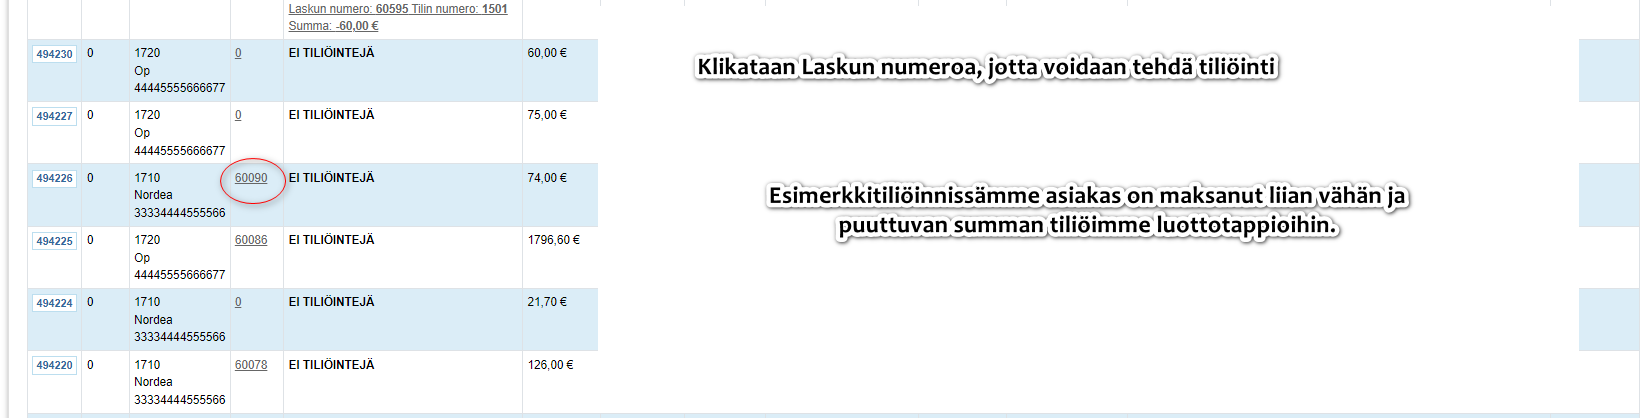 Laskun numero: 60595 Tilin numero: 1501
Summa: -60,00 €
494230 0 1720 0 EI TILIÖINTEJÄ 60,00 €
Op
44445555666677
Klikataan Laskun numeroa, jotta voidaan tehdä tiliöinti
494227 0 1720 0 EI TILIÖINTEJÄ 75,00 €
Op
44445555666677
494226 0 1710 60090 EI TILIÖINTEJÄ 74,00 €
Nordea
33334444555566
Esimerkkitiliöinnissämme asiakas on maksanut liian vähän ja
puuttuvan summan tiliöimme luottotappioihin.
494225 0 1720 60086 EI TILIÖINTEJÄ 1796,60 €
Op
44445555666677
494224 0 1710 0 EI TILIÖINTEJÄ 21,70 €
Nordea
33334444555566
494220 0 1710 60078 EI TILIÖINTEJÄ 126,00 €
Nordea
33334444555566